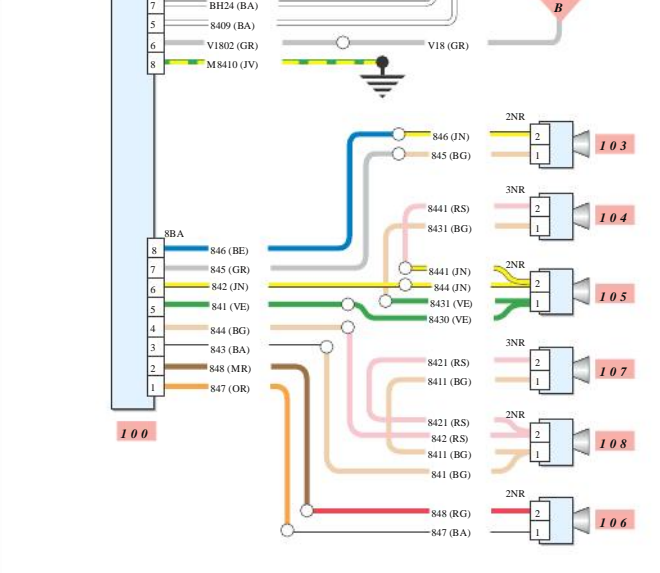 7 BH24 (BA)
B
5 8409 (BA)
6 V1802 (GR) V18 (GR)
8 M8410 (JV)
2NR
846 (JN) 2
103
845 (BG) 1
3NR
8441 (RS) 2
104
8431 (BG) 1
8BA
8 846 (BE)
7 845 (GR)
6 842 (JN)
5 841 (VE)
4 844 (BG)
3 843 (BA)
2 848 (MR)
1 847 (OR)
100
2NR
8441 (JN)
844 (JN) 2
105
8431 (VE) 1
8430 (VE)
3NR
8421 (RS) 2
107
8411 (BG) 1
2NR
8421 (RS)
842 (RS) 2
108
8411 (BG) 1
841 (BG)
2NR
848 (RG) 2
106
847 (BA) 1